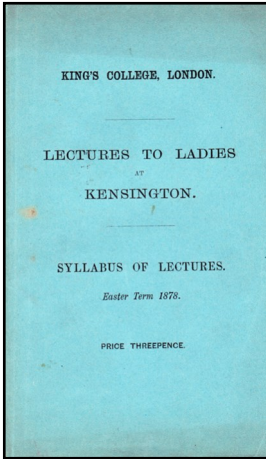 KING'S COLLEGE, LONDON.
LECTURES TO LADIES
AT
KENSINGTON.
SYLLABUS OF LECTURES.
Easter Term 1878.
PRICE THREEPENCE.